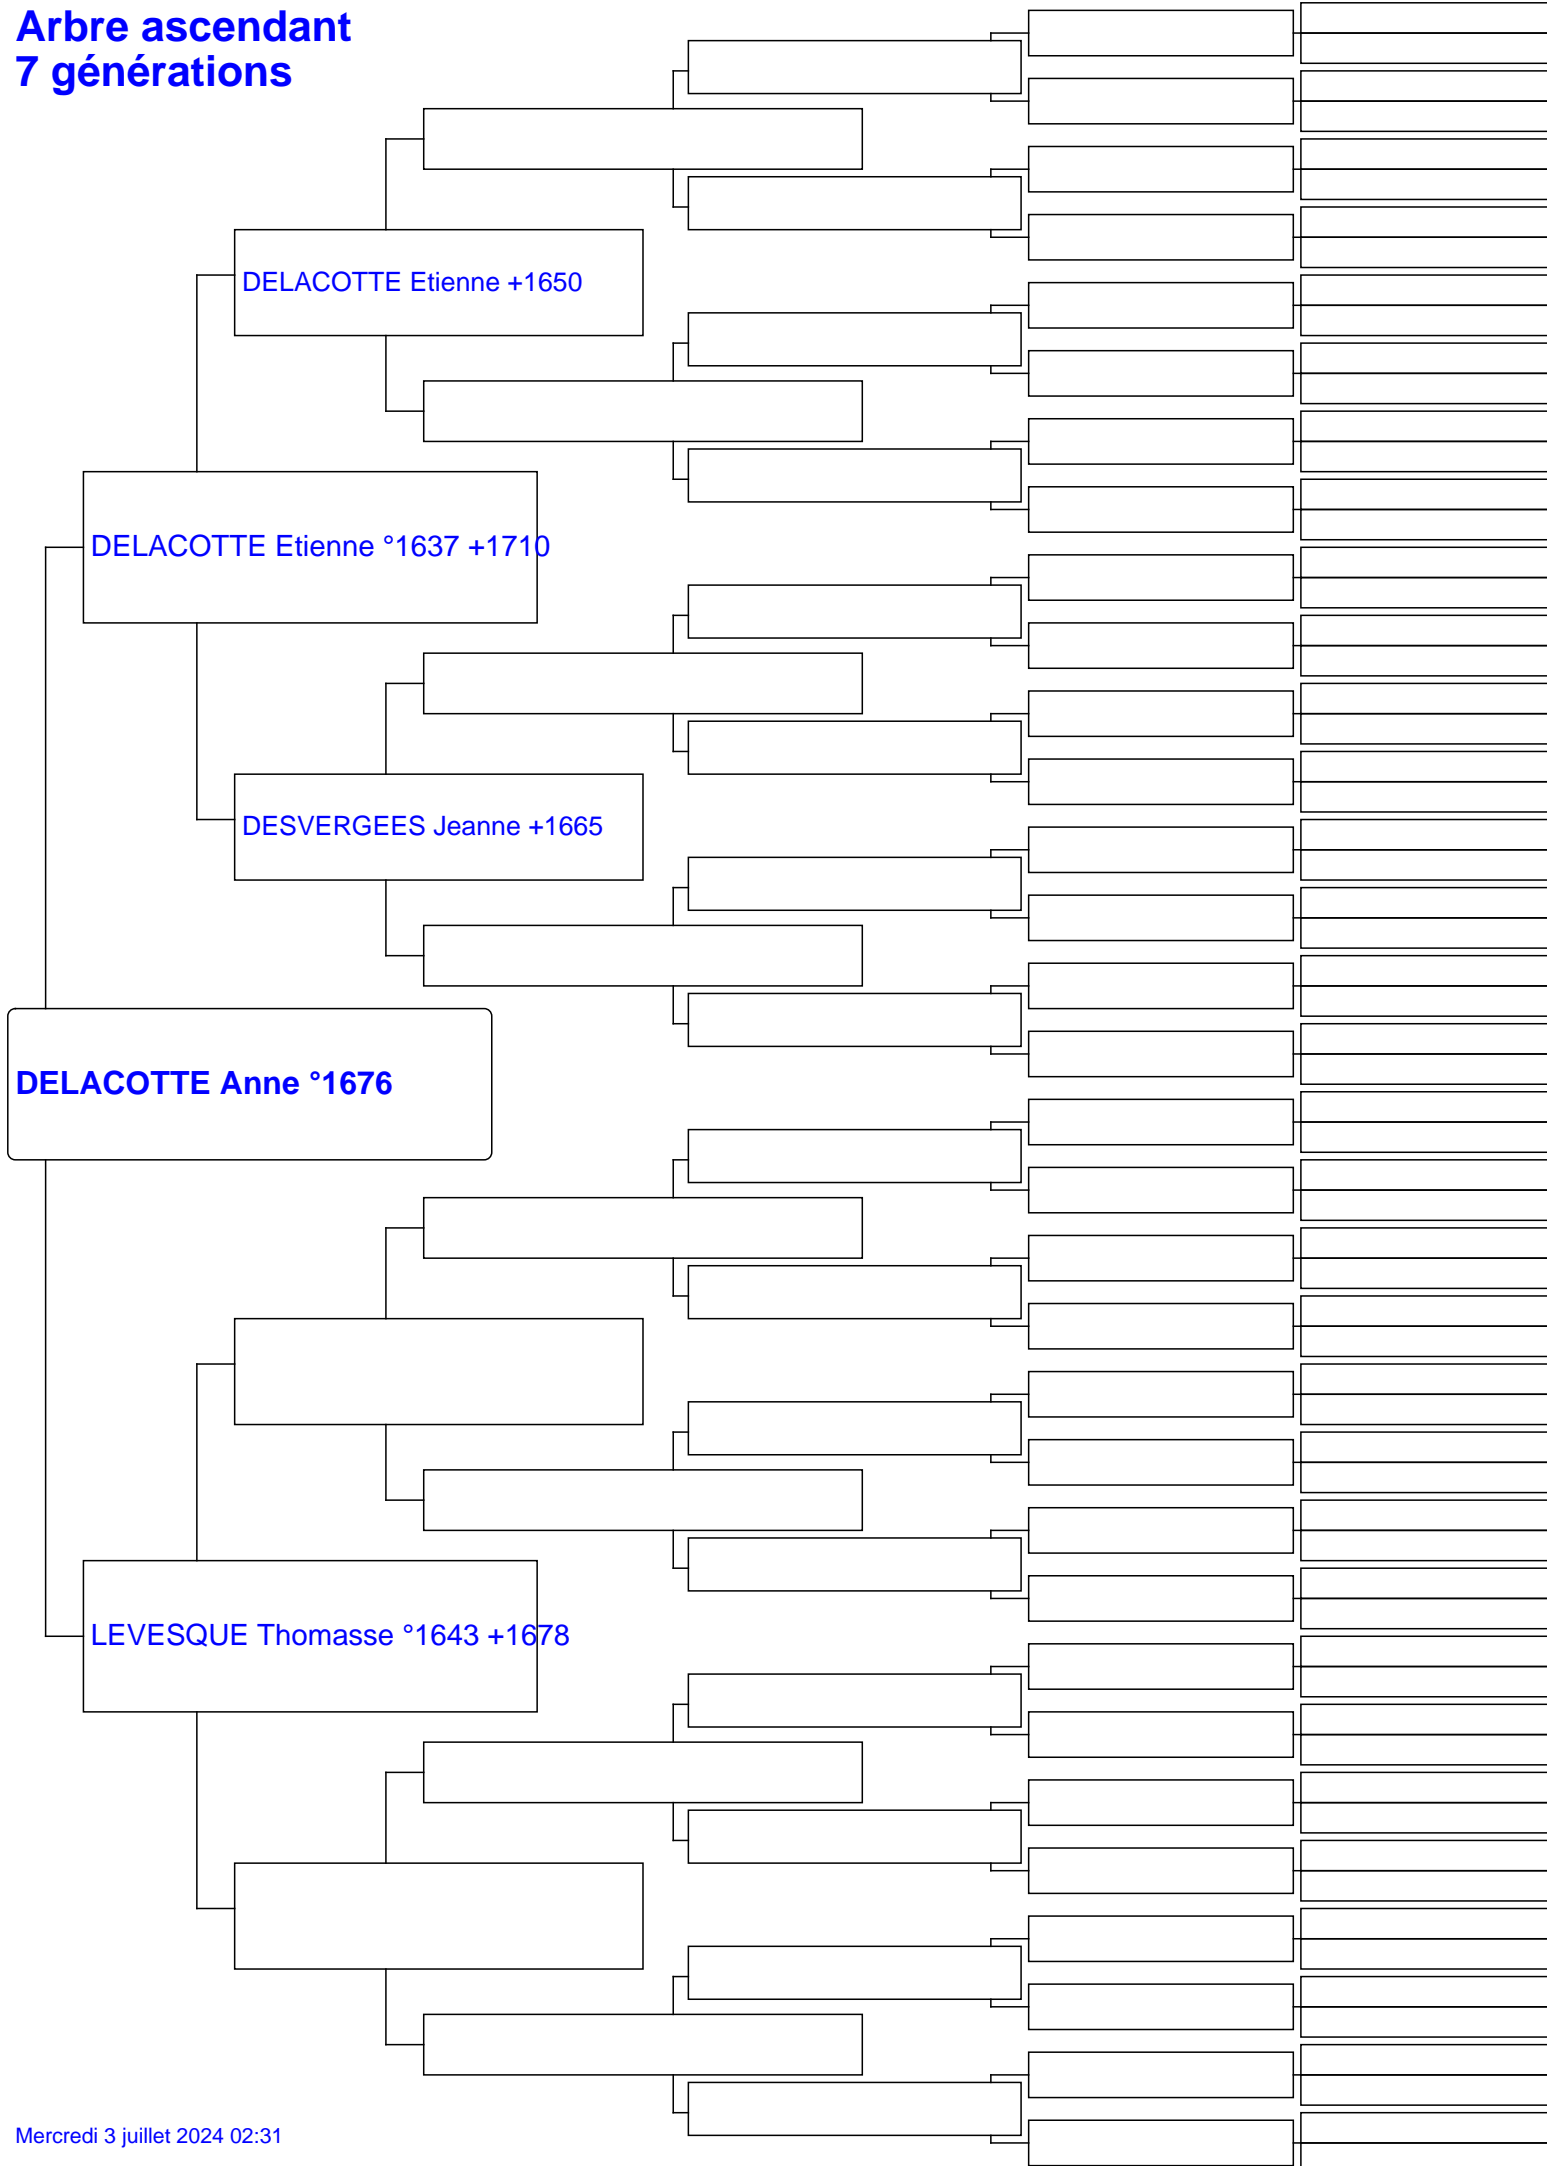 Arbre ascendant
7 générations
DELACOTTE Etienne +1650
DELACOTTE Etienne °1637 +1710
DESVERGEES Jeanne +1665
DELACOTTE Anne °1676
LEVESQUE Thomasse °1643 +1678
Mercredi 3 juillet 2024 02:31